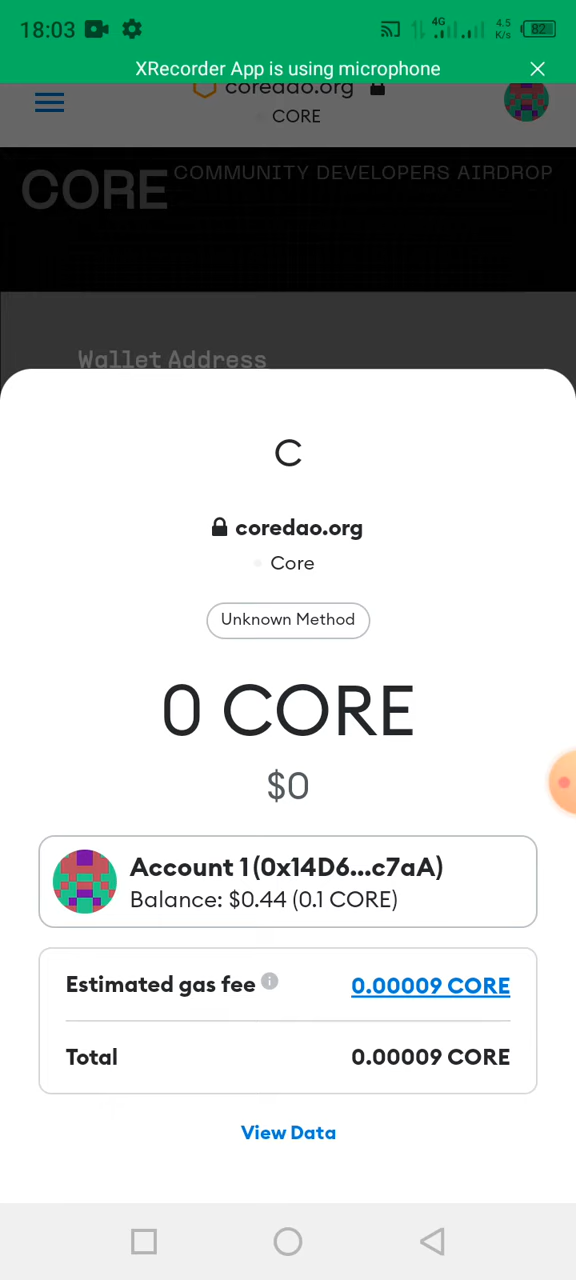 18:03 4G 4.5 K/s 82
XRecorder App is using microphone
coredao.org
CORE
CORE COMMUNITY DEVELOPERS AIRDROP
Wallet Address
C
coredao.org
Core
Unknown Method
0 CORE
$0
Account 1 (0x14D6...c7aA)
Balance: $0.44 (0.1 CORE)
Estimated gas fee 0.00009 CORE
Total 0.00009 CORE
View Data